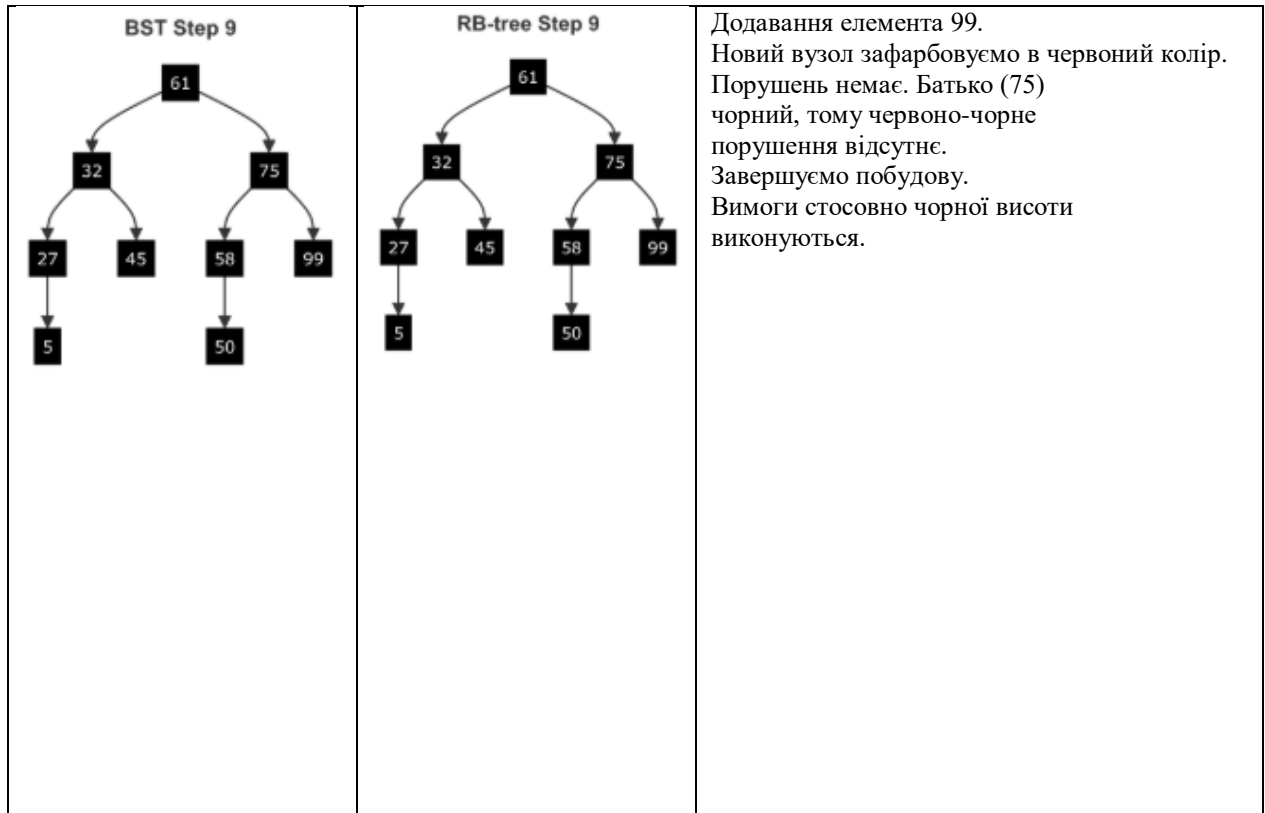 BST Step 9
61
32
75
27
45
58
99
5
50
RB-tree Step 9
61
32
75
27
45
58
99
5
50
Додавання елемента 99.
Новий вузол зафарбовуємо в червоний колір.
Порушень немає. Батько (75)
чорний, тому червоно-чорне
порушення відсутнє.
Завершуємо побудову.
Вимоги стосовно чорної висоти
виконуються.